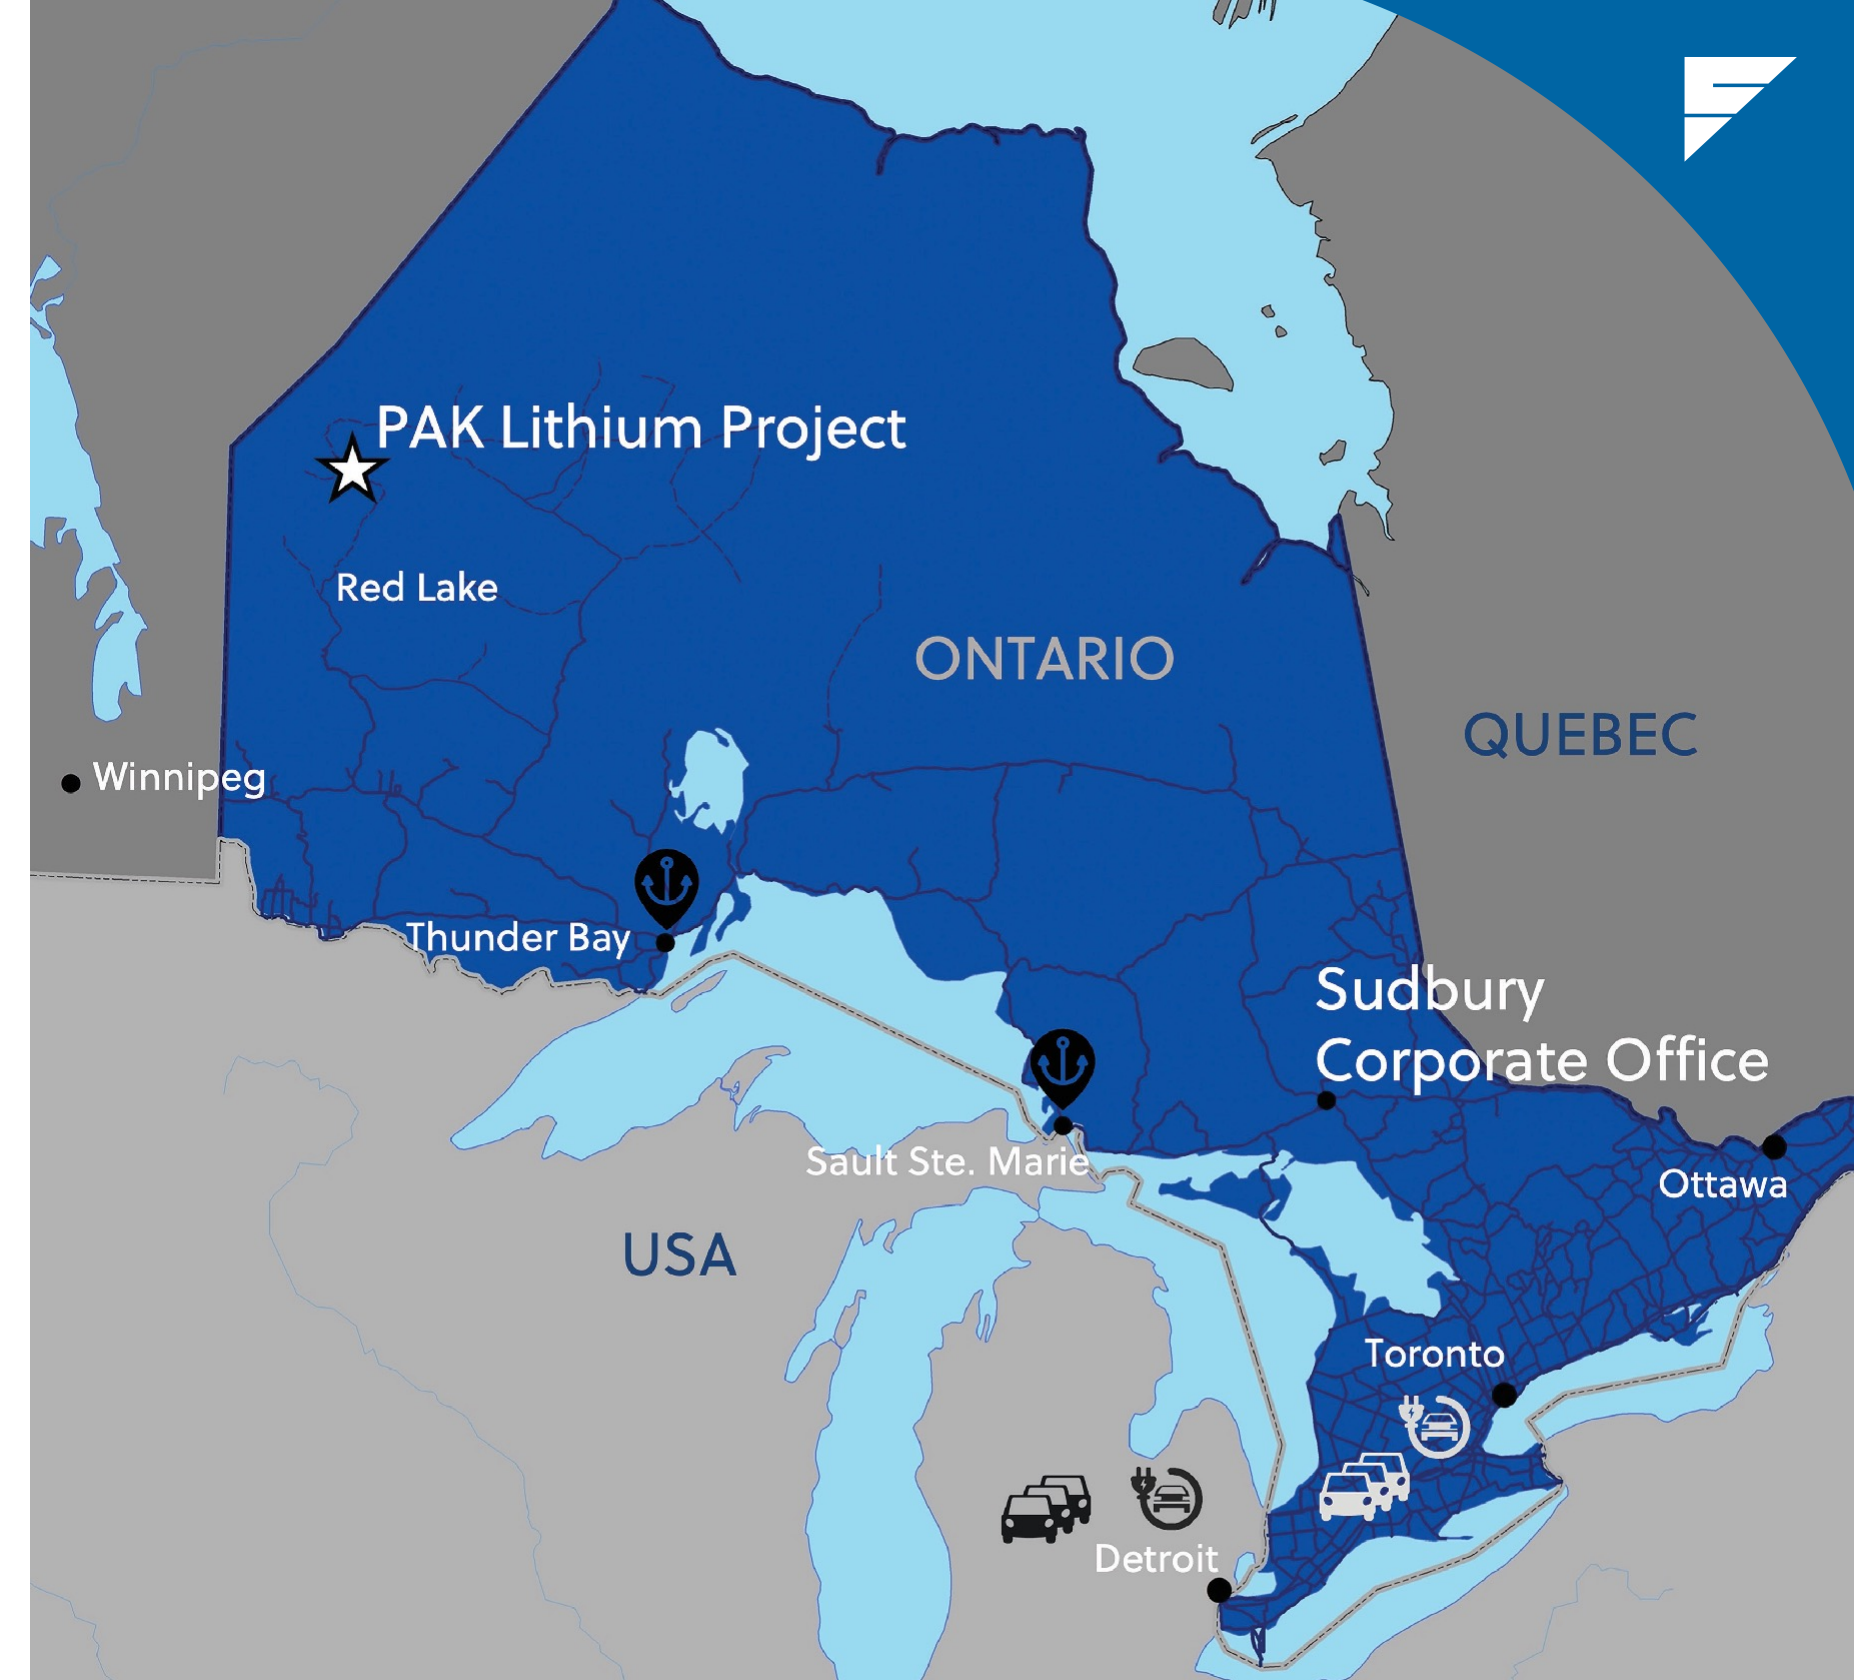 PAK Lithium Project
Red Lake
ONTARIO
QUEBEC
Winnipeg
Thunder Bay
Sudbury
Corporate Office
Sault Ste. Marie
Ottawa
USA
Toronto
Detroit